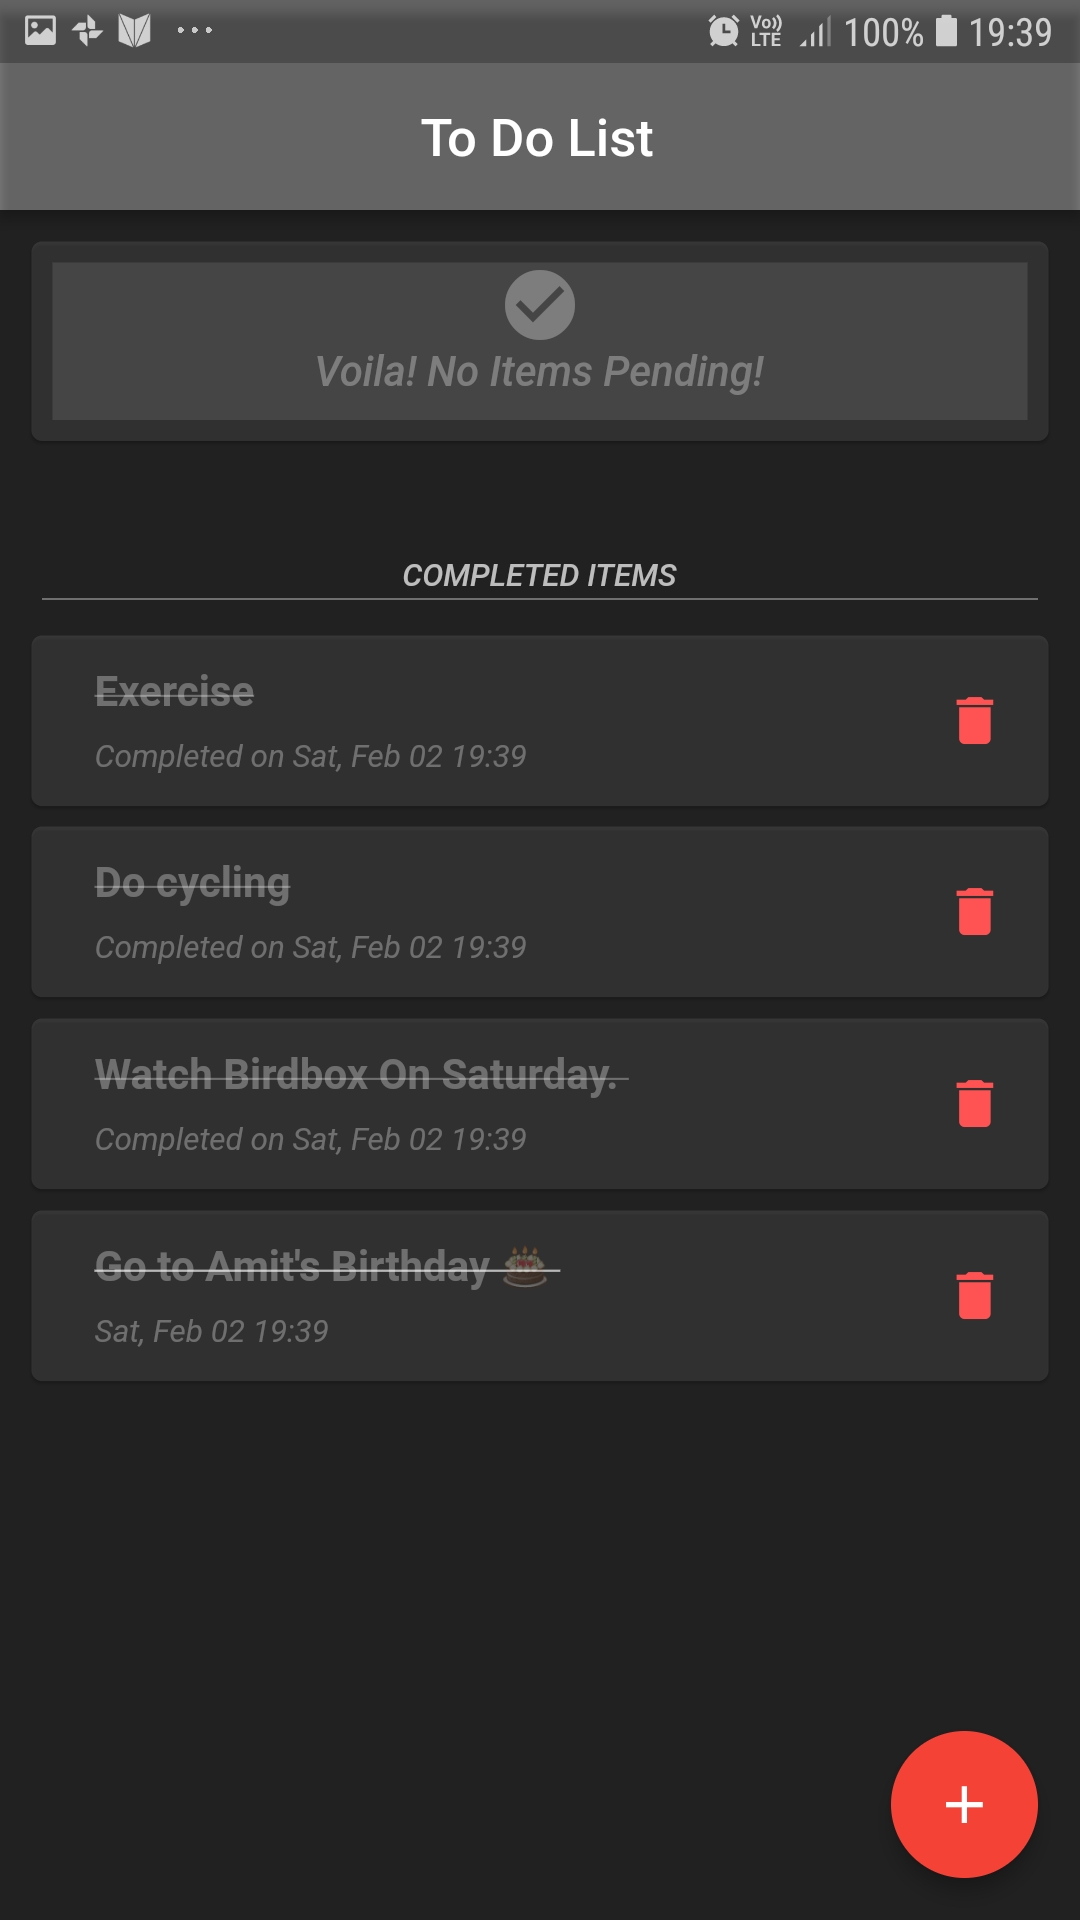 Vo)) LTE 100% 19:39
To Do List
Voila! No Items Pending!
COMPLETED ITEMS
Exercise
Completed on Sat, Feb 02 19:39
Do cycling
Completed on Sat, Feb 02 19:39
Watch Birdbox On Saturday.
Completed on Sat, Feb 02 19:39
Go to Amit's Birthday 🎂
Sat, Feb 02 19:39